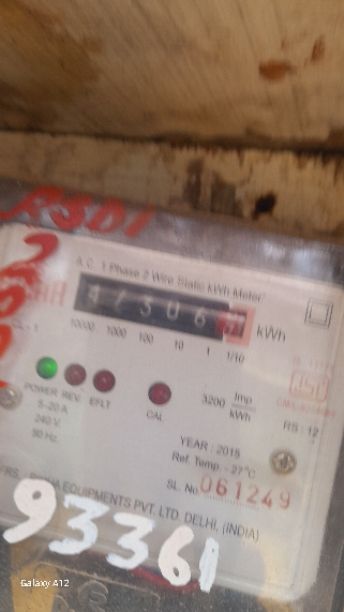 RSD1
A.C. 1 Phase 2 Wire Static kWh Meter
kWh
10000 1000 100 10 1 1/10
POWER REV. EFLT
CAL
3200 Imp/kWh
5-20 A
240 V.
50 Hz.
RS : 12
YEAR : 2015
Ref. Temp. - 27°C
SL. No. 061249
EQUIPMENTS PVT. LTD. DELHI, (INDIA)
93361
Galaxy A12